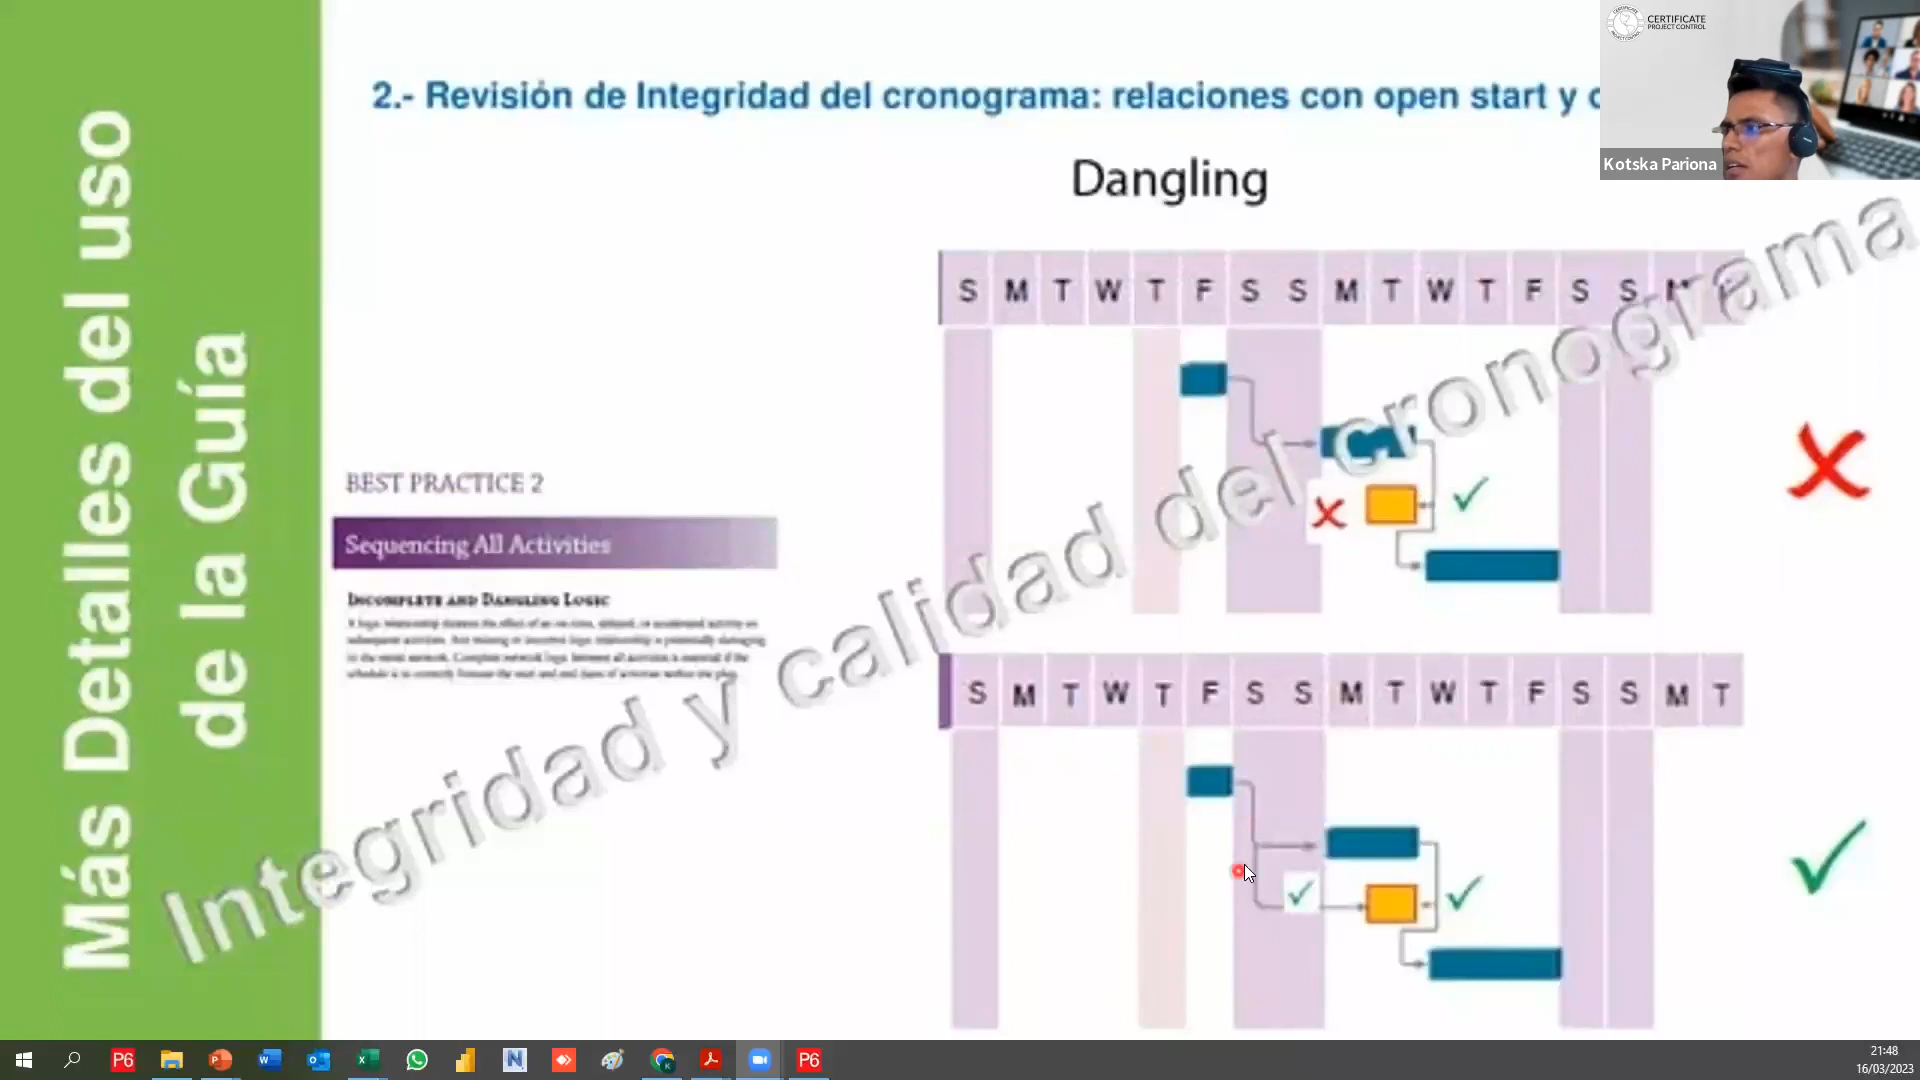 Más Detalles del uso
de la Guía
2.- Revisión de Integridad del cronograma: relaciones con open start y
CERTIFICATE
PROJECT CONTROL
Kotska Pariona
Dangling
S M T W T F S S M T W T F S S M
BEST PRACTICE 2
Sequencing All Activities
INCOMPLETE AND DANGLING LOGIC
S M T W T F S S M T W T F S S M T
Integridad y calidad del cronograma
21:48
16/03/2023